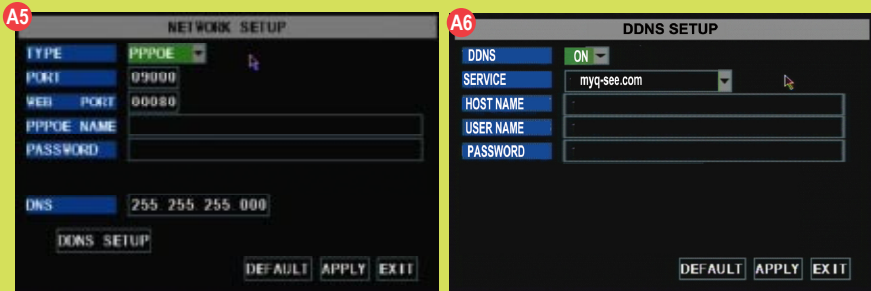 A5
NETWORK SETUP
TYPE PPPOE
PORT 09000
WEB PORT 00080
PPPOE NAME
PASSWORD
DNS 255.255.255.000
DDNS SETUP
DEFAULT APPLY EXIT
A6
DDNS SETUP
DDNS ON
SERVICE myq-see.com
HOST NAME
USER NAME
PASSWORD
DEFAULT APPLY EXIT